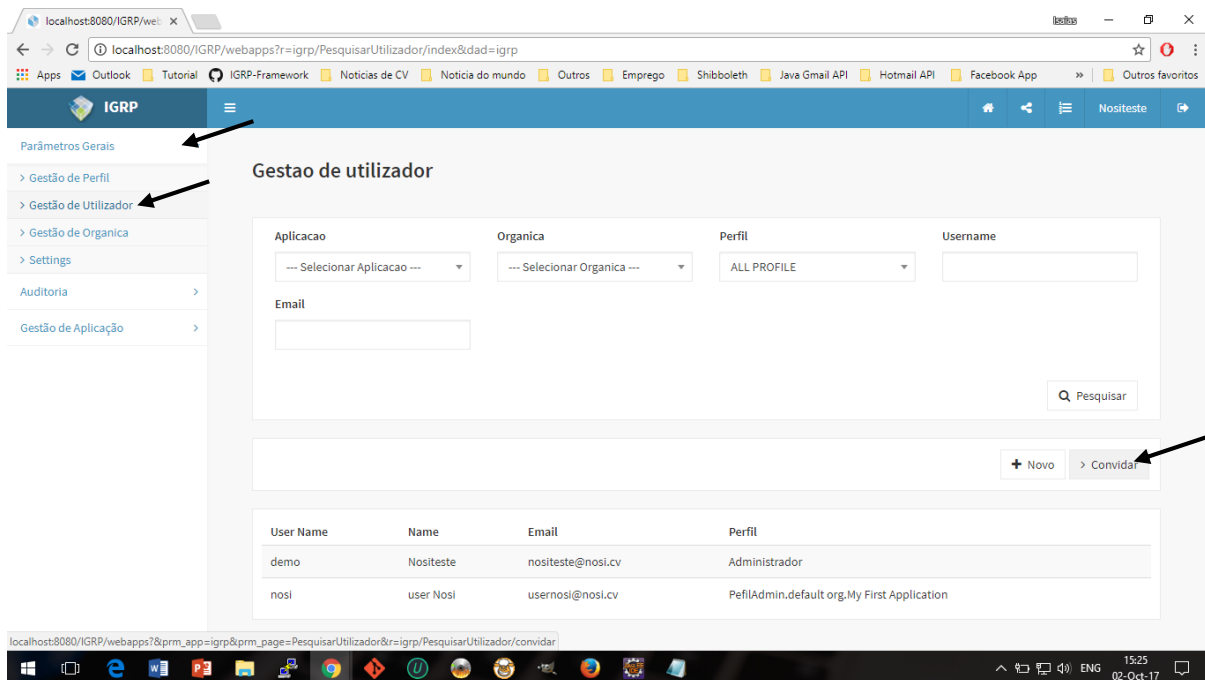 localhost:8080/IGRP/web
Isaias
localhost:8080/IGRP/webapps?r=igrp/PesquisarUtilizador/index&dad=igrp
Apps Outlook Tutorial IGRP-Framework Noticias de CV Noticia do mundo Outros Emprego Shibboleth Java Gmail API Hotmail API Facebook App » Outros favoritos
IGRP
Nositeste
Parâmetros Gerais
> Gestão de Perfil
> Gestão de Utilizador
> Gestão de Organica
> Settings
Auditoria >
Gestão de Aplicação >
Gestao de utilizador
Aplicacao Organica Perfil Username
--- Selecionar Aplicacao --- --- Selecionar Organica --- ALL PROFILE
Email
Pesquisar
+ Novo > Convidar
User Name Name Email Perfil
demo Nositeste nositeste@nosi.cv Administrador
nosi user Nosi usernosi@nosi.cv PefilAdmin.default org.My First Application
localhost:8080/IGRP/webapps?&prm_app=igrp&prm_page=PesquisarUtilizador&r=igrp/PesquisarUtilizador/convidar
ENG 15:25
02-Oct-17